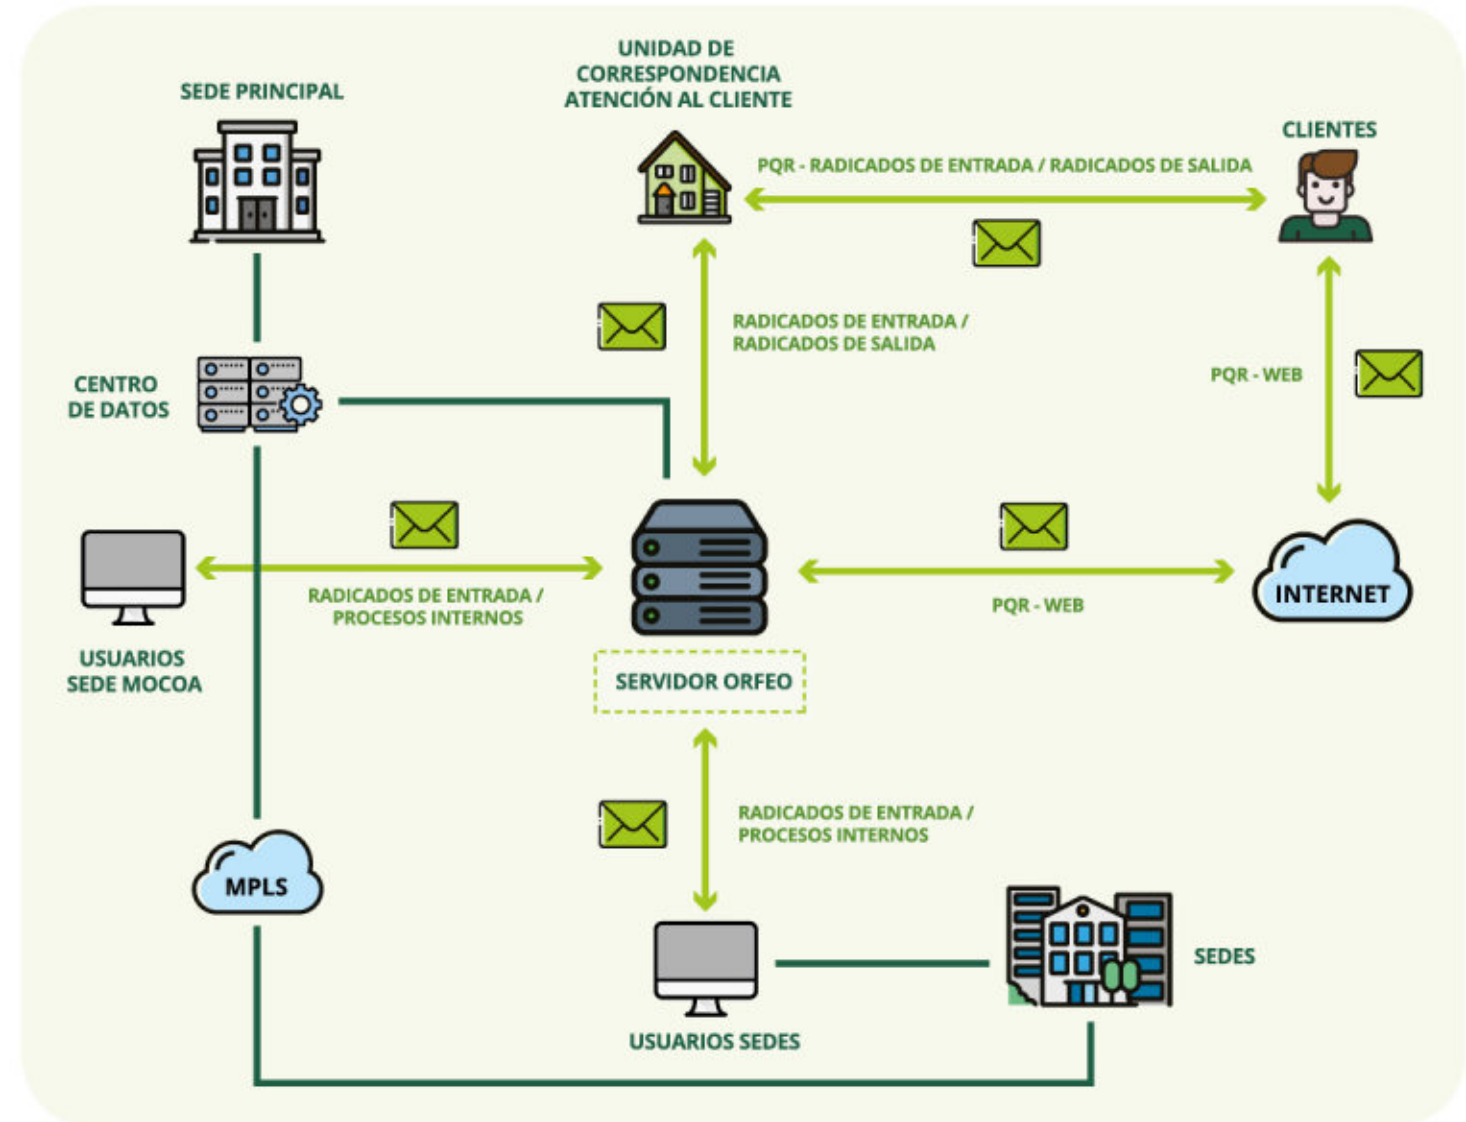 UNIDAD DE
CORRESPONDENCIA
ATENCIÓN AL CLIENTE
SEDE PRINCIPAL
CLIENTES
PQR - RADICADOS DE ENTRADA / RADICADOS DE SALIDA
RADICADOS DE ENTRADA /
RADICADOS DE SALIDA
PQR - WEB
CENTRO
DE DATOS
RADICADOS DE ENTRADA /
PROCESOS INTERNOS
PQR - WEB
INTERNET
USUARIOS
SEDE MOCOA
SERVIDOR ORFEO
RADICADOS DE ENTRADA /
PROCESOS INTERNOS
MPLS
SEDES
USUARIOS SEDES